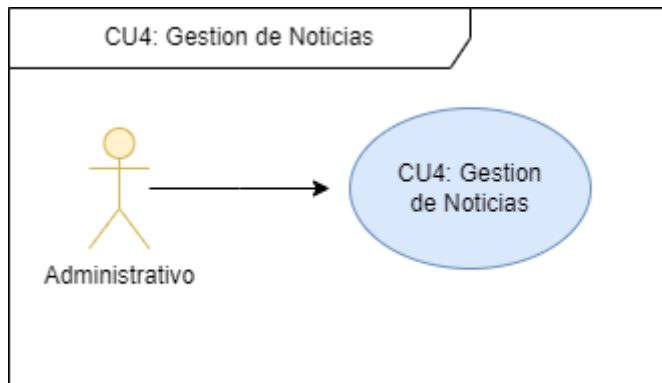 CU4: Gestion de Noticias
CU4: Gestion
de Noticias
Administrativo